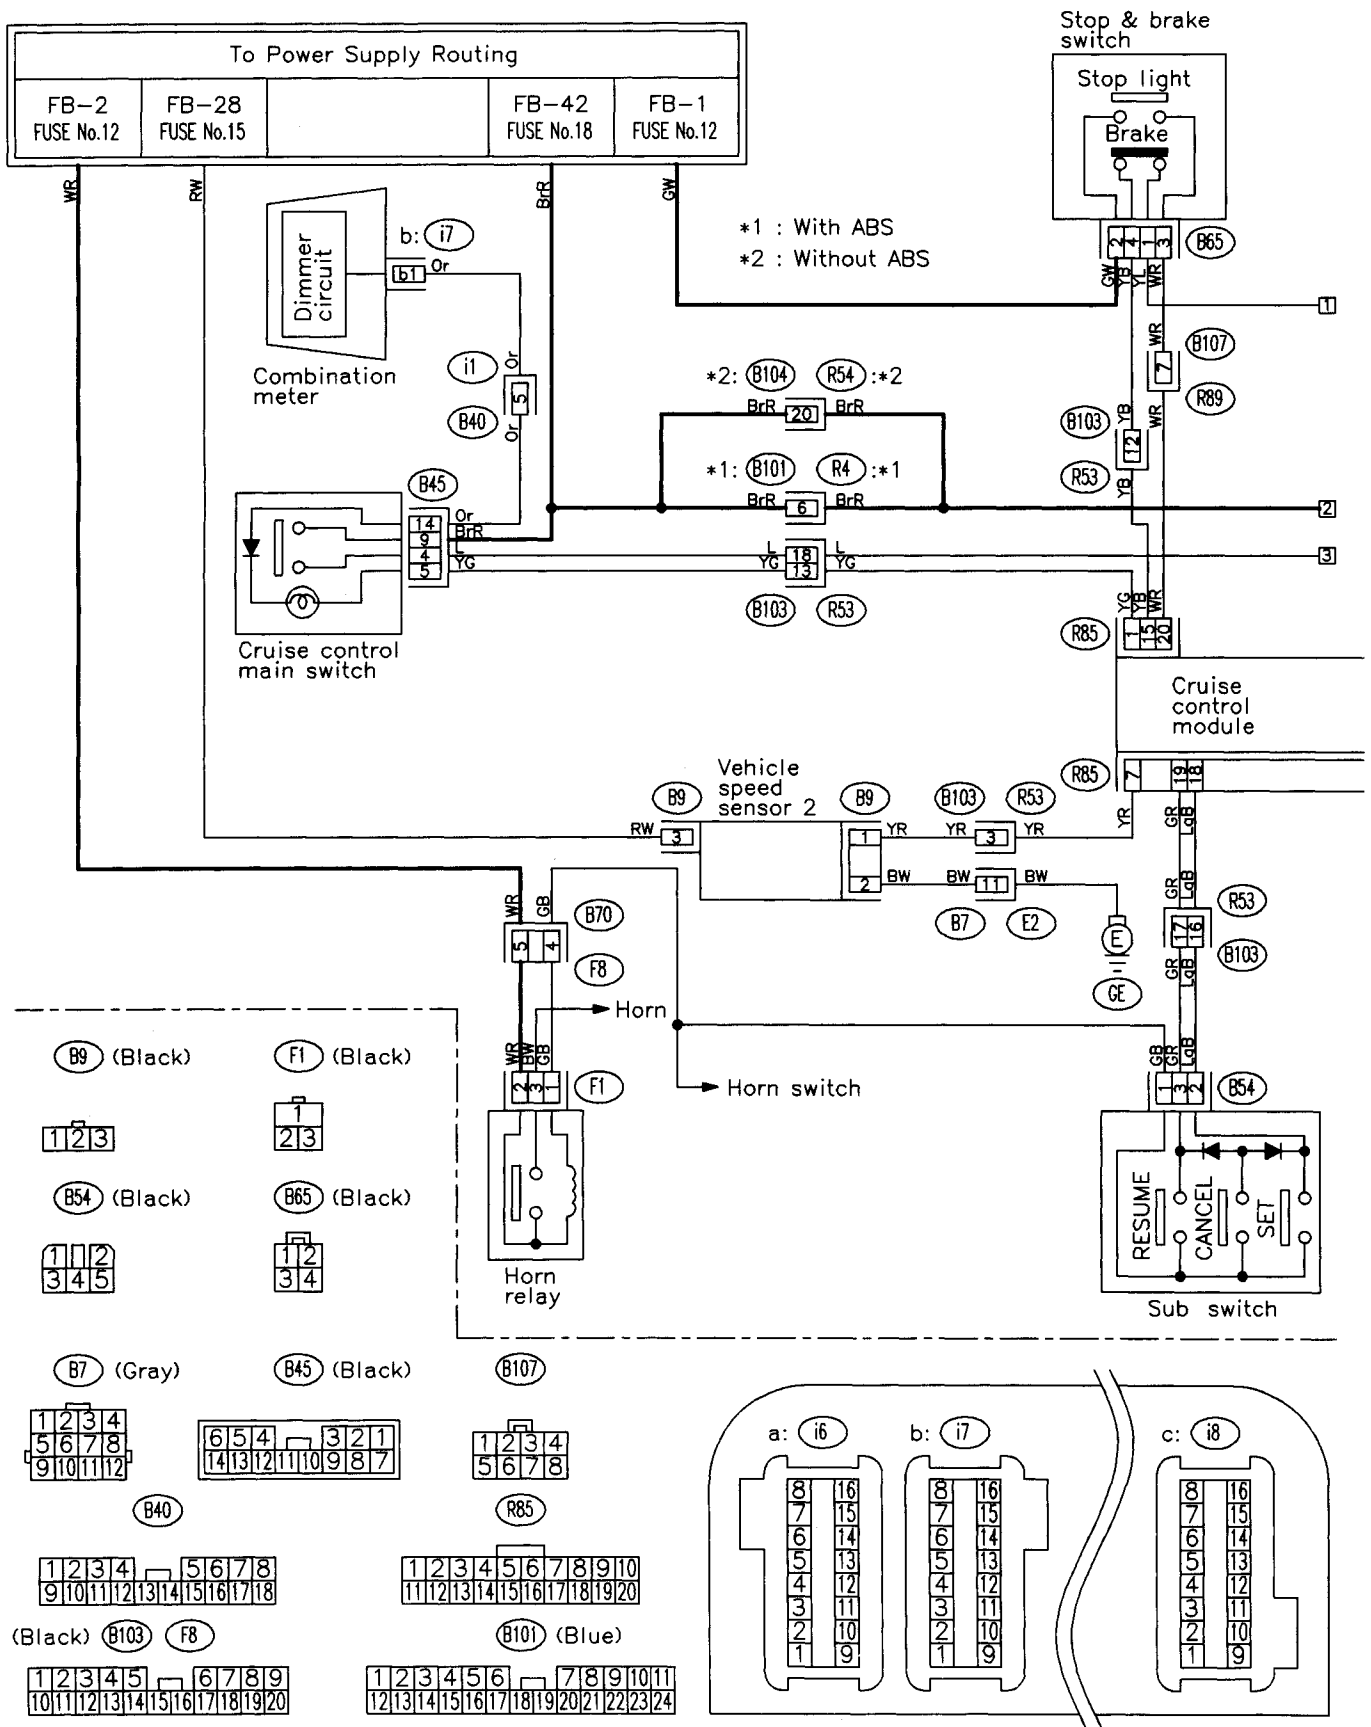 To Power Supply Routing
FB-2
FUSE No.12
FB-28
FUSE No.15
FB-42
FUSE No.18
FB-1
FUSE No.12
Stop & brake
switch
Stop light
Brake
WR
RW
BrR
GW
*1 : With ABS
*2 : Without ABS
2 4 1 3
B65
GW YB YL WR
1
Dimmer
circuit
b: i7
b1
Or
Combination
meter
i1
Or
5
B40
Or
WR
B107
7
R89
WR
*2: B104 R54 :*2
BrR 20 BrR
B103
YB
12
R53
YB
*1: B101 R4 :*1
BrR 6 BrR
2
B45
14 Or
9 BrR
4 L
5 YG
L 18 L
YG 13 YG
3
B103 R53
Cruise control
main switch
YG YB WR
R85
1 15 20
Cruise
control
module
R85
7 19 18
YR GR LgB
Vehicle
speed
sensor 2
B9
RW 3
B9
1 YR
2 BW
B103 R53
YR 3 YR
BW 11 BW
B7 E2
E
GE
GR LgB
R53
17 16
B103
GR LgB
WR GB
B70
5 4
F8
Horn
Horn switch
WR BW GB
2 3 1
F1
Horn
relay
GB GR LgB
1 3 2
B54
RESUME
CANCEL
SET
Sub switch
B9 (Black)
1 2 3
F1 (Black)
1
2 3
B54 (Black)
1 2
3 4 5
B65 (Black)
1 2
3 4
B7 (Gray)
1 2 3 4
5 6 7 8
9 10 11 12
B45 (Black)
6 5 4 3 2 1
14 13 12 11 10 9 8 7
B107
1 2 3 4
5 6 7 8
B40
1 2 3 4 5 6 7 8
9 10 11 12 13 14 15 16 17 18
R85
1 2 3 4 5 6 7 8 9 10
11 12 13 14 15 16 17 18 19 20
(Black) B103 F8
1 2 3 4 5 6 7 8 9
10 11 12 13 14 15 16 17 18 19 20
B101 (Blue)
1 2 3 4 5 6 7 8 9 10 11
12 13 14 15 16 17 18 19 20 21 22 23 24
a: i6
8 16
7 15
6 14
5 13
4 12
3 11
2 10
1 9
b: i7
8 16
7 15
6 14
5 13
4 12
3 11
2 10
1 9
c: i8
8 16
7 15
6 14
5 13
4 12
3 11
2 10
1 9